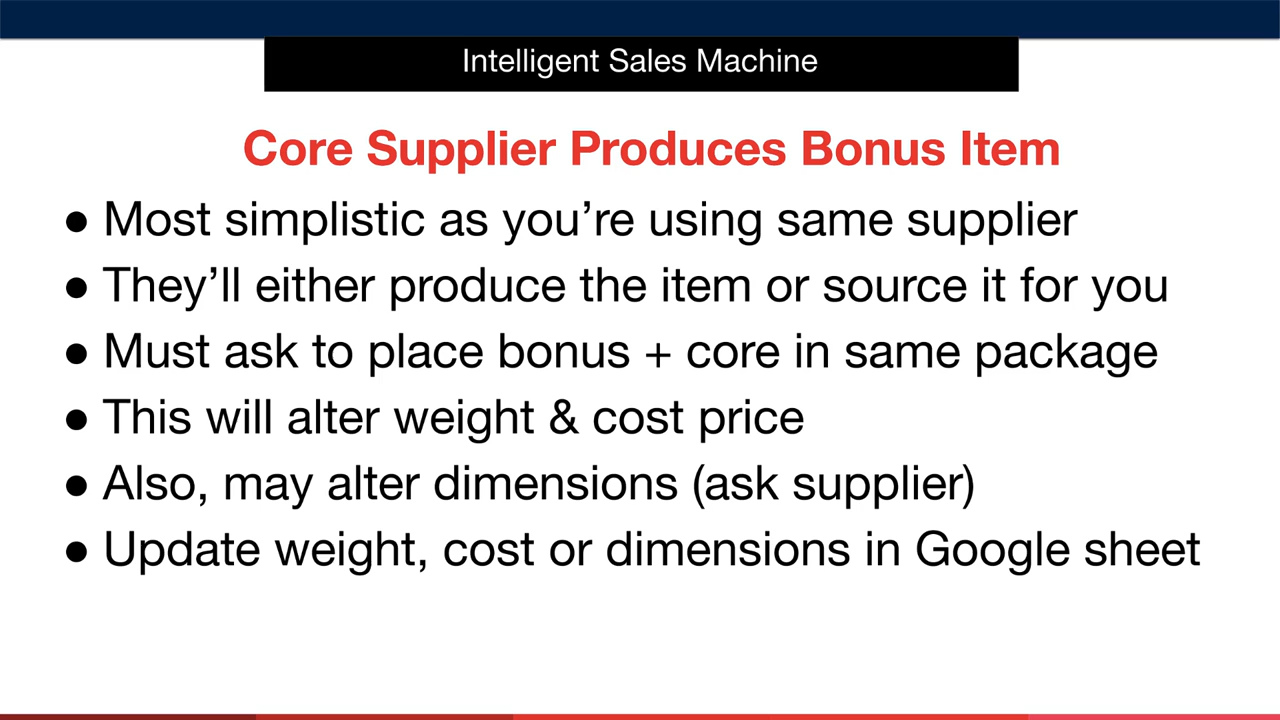 Intelligent Sales Machine
Core Supplier Produces Bonus Item
● Most simplistic as you’re using same supplier
● They’ll either produce the item or source it for you
● Must ask to place bonus + core in same package
● This will alter weight & cost price
● Also, may alter dimensions (ask supplier)
● Update weight, cost or dimensions in Google sheet